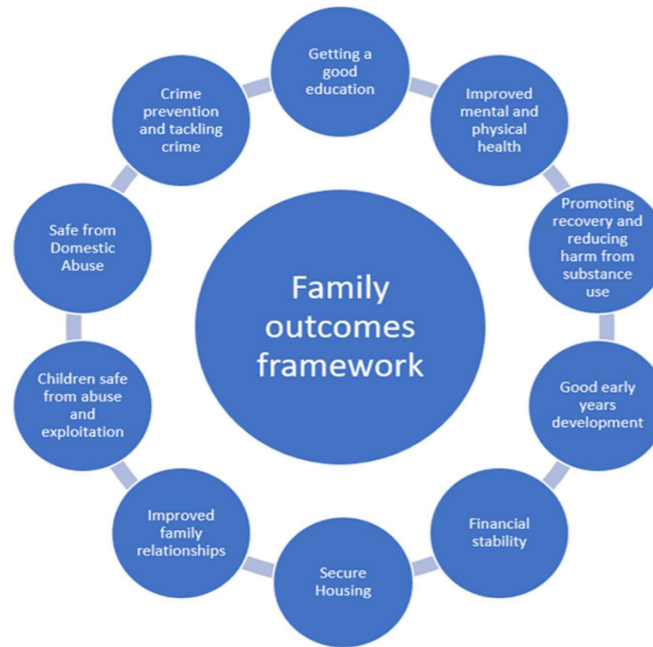 Getting a
good
education
Improved
mental and
physical
health
Promoting
recovery and
reducing
harm from
substance
use
Good early
years
development
Financial
stability
Secure
Housing
Improved
family
relationships
Children safe
from abuse
and
exploitation
Safe from
Domestic
Abuse
Crime
prevention
and tackling
crime
Family
outcomes
framework